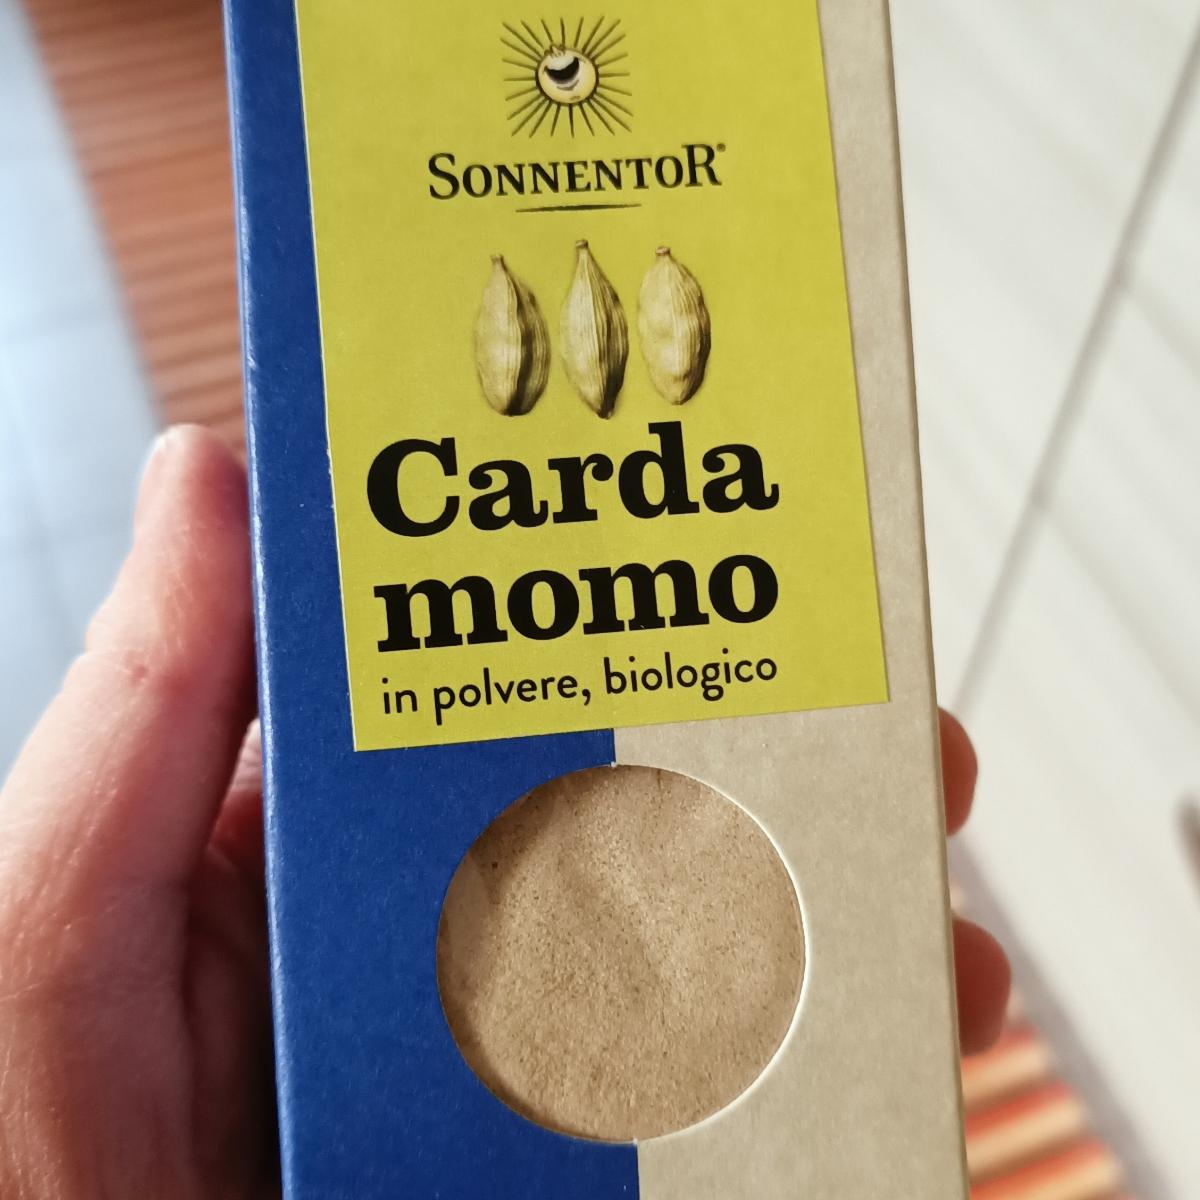 SONNENTOR®
Carda
momo
in polvere, biologico